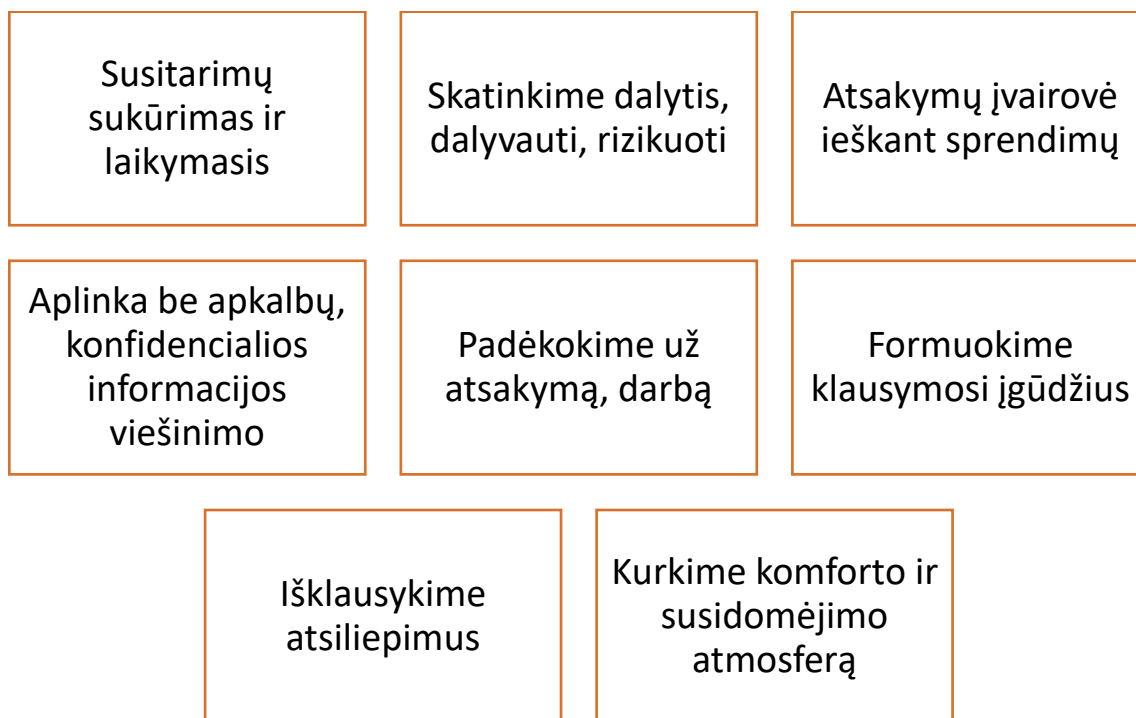 Susitarimų
sukūrimas ir
laikymasis
Skatinkime dalytis,
dalyvauti, rizikuoti
Atsakymų įvairovė
ieškant sprendimų
Aplinka be apkalbų,
konfidencialios
informacijos
viešinimo
Padėkokime už
atsakymą, darbą
Formuokime
klausymosi įgūdžius
Išklausykime
atsiliepimus
Kurkime komforto ir
susidomėjimo
atmosferą